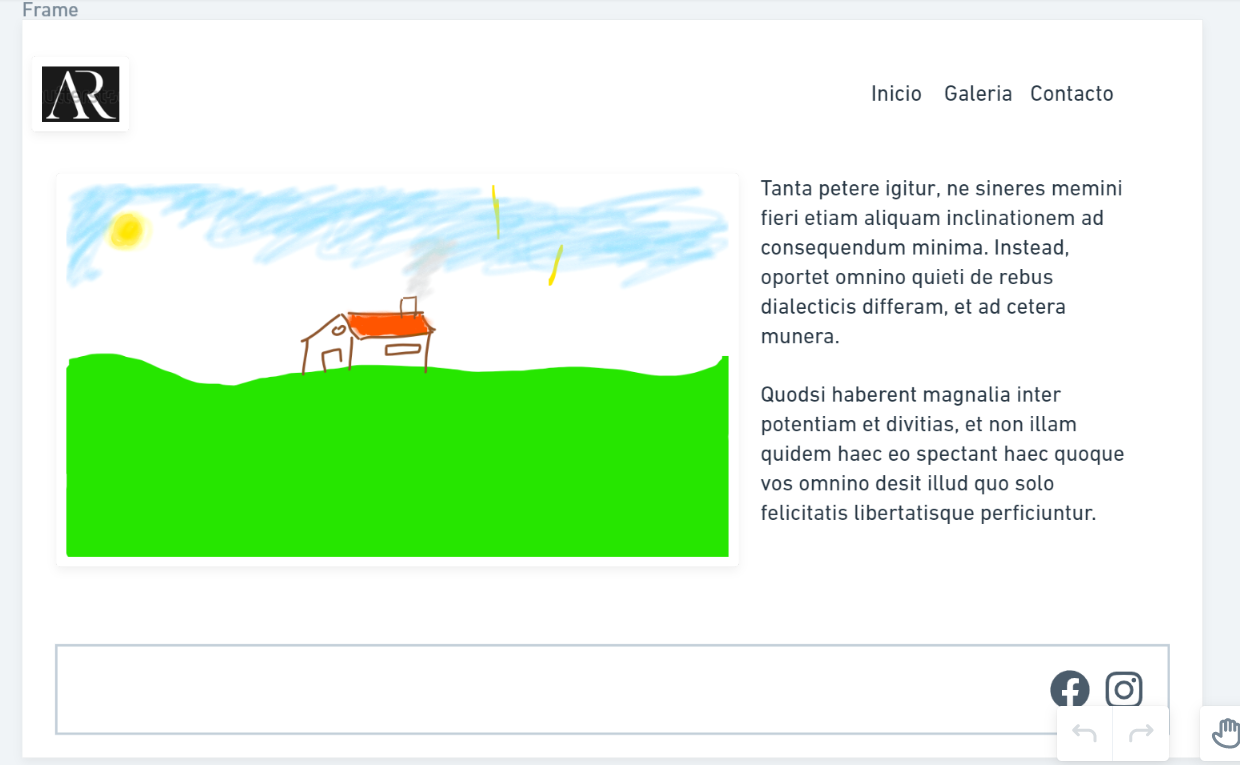 Frame
AR
Inicio Galeria Contacto
Tanta petere igitur, ne sineres memini
fieri etiam aliquam inclinationem ad
consequendum minima. Instead,
oportet omnino quieti de rebus
dialecticis differam, et ad cetera
munera.
Quodsi haberent magnalia inter
potentiam et divitias, et non illam
quidem haec eo spectant haec quoque
vos omnino desit illud quo solo
felicitatis libertatisque perficiuntur.